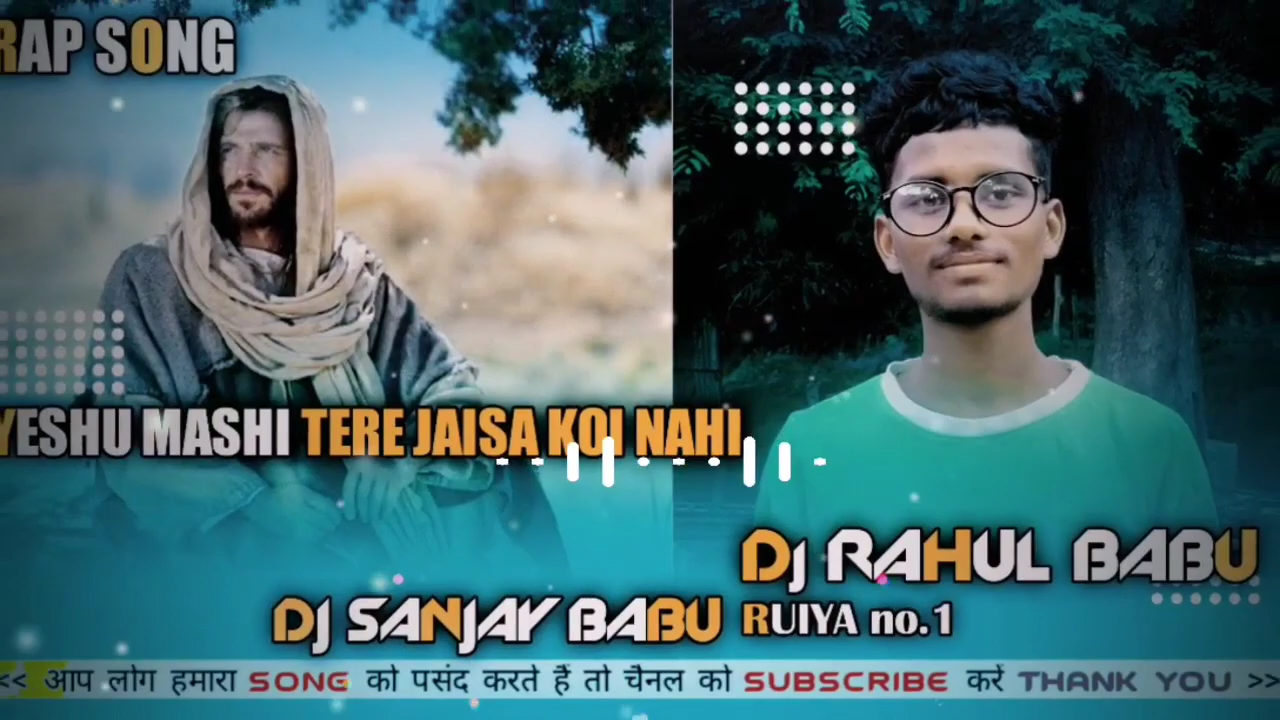 RAP SONG
YESHU MASHI TERE JAISA KOI NAHI
DJ RAHUL BABU
DJ SANJAY BABU
RUIYA no.1
<< आप लोग हमारा SONG को पसंद करते हैं तो चैनल को SUBSCRIBE करें THANK YOU >>